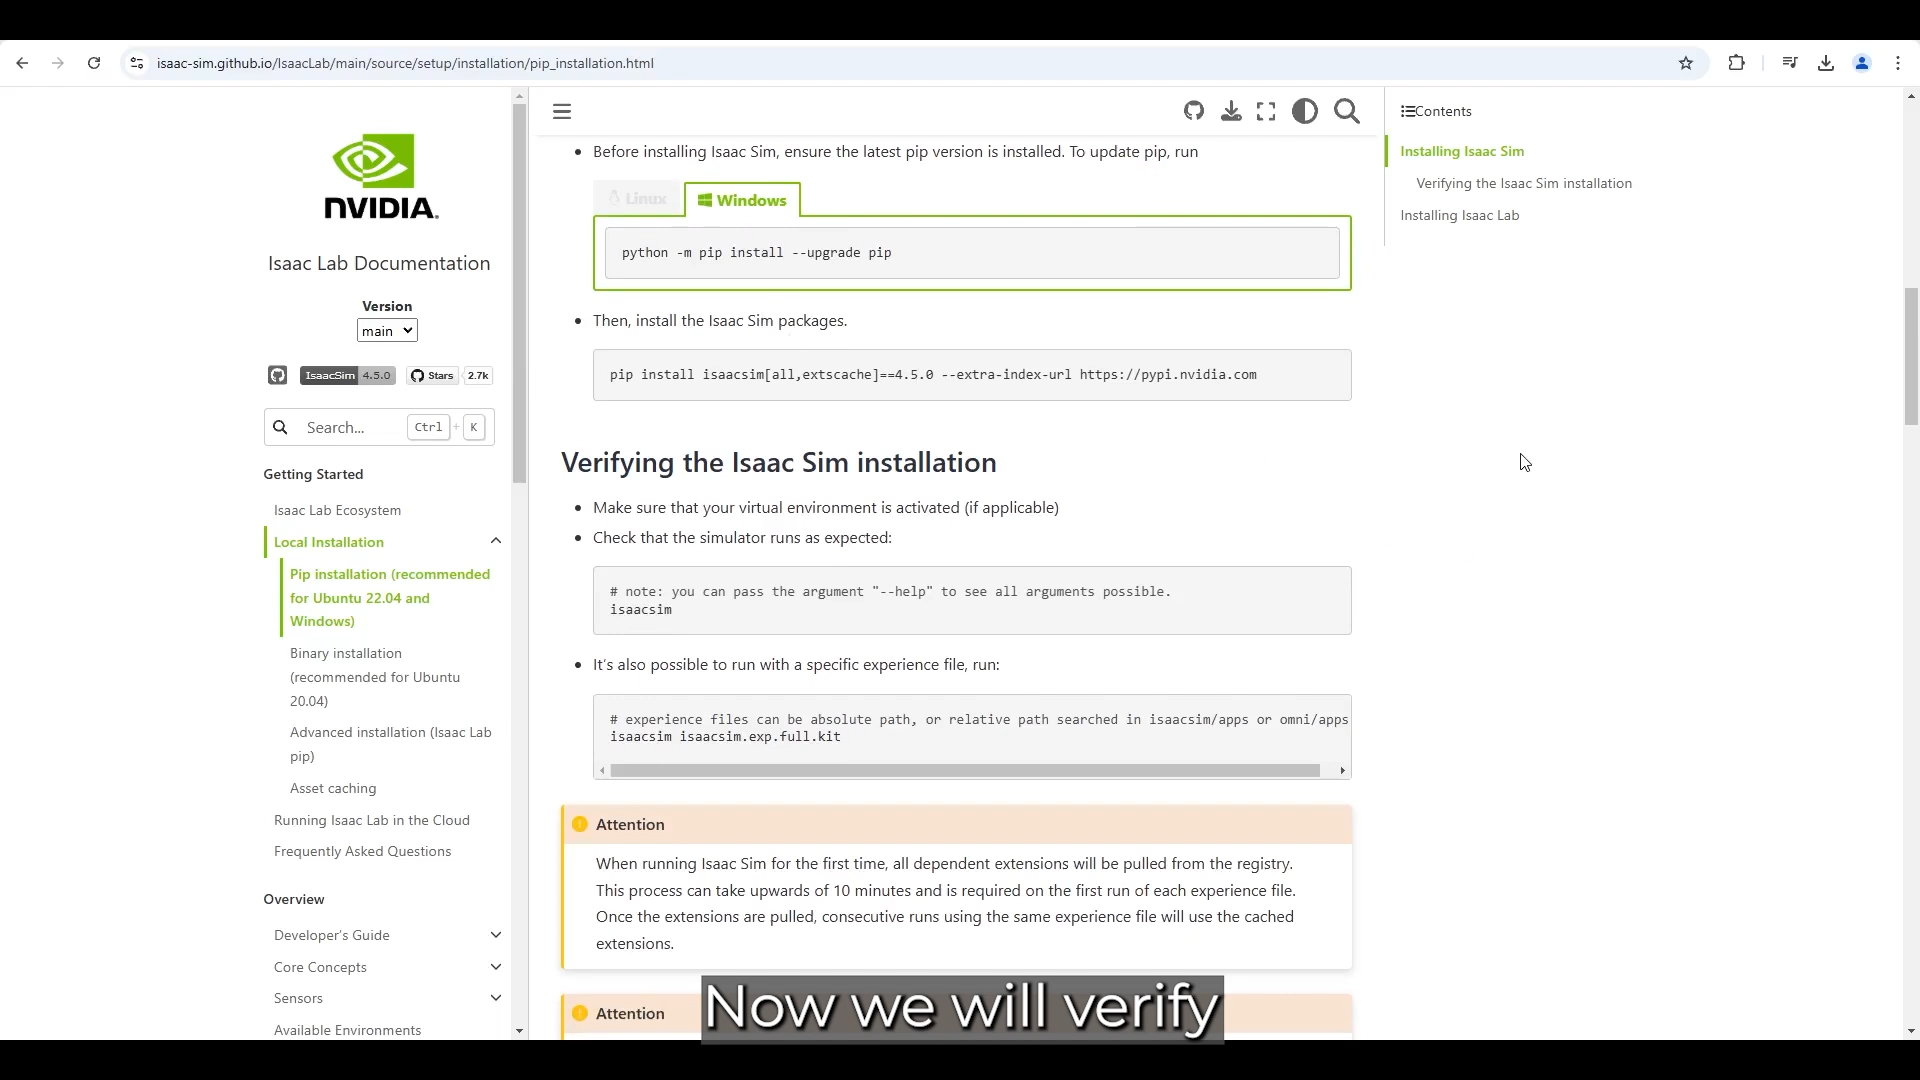 isaac-sim.github.io/IsaacLab/main/source/setup/installation/pip_installation.html
NVIDIA.
Isaac Lab Documentation
Version
main
IsaacSim 4.5.0
Stars 2.7k
Search...
Ctrl + K
Getting Started
Isaac Lab Ecosystem
Local Installation
Pip installation (recommended
for Ubuntu 22.04 and
Windows)
Binary installation
(recommended for Ubuntu
20.04)
Advanced installation (Isaac Lab
pip)
Asset caching
Running Isaac Lab in the Cloud
Frequently Asked Questions
Overview
Developer's Guide
Core Concepts
Sensors
Available Environments
Before installing Isaac Sim, ensure the latest pip version is installed. To update pip, run
Linux
Windows
python -m pip install --upgrade pip
Then, install the Isaac Sim packages.
pip install isaacsim[all,extscache]==4.5.0 --extra-index-url https://pypi.nvidia.com
Verifying the Isaac Sim installation
Make sure that your virtual environment is activated (if applicable)
Check that the simulator runs as expected:
# note: you can pass the argument "--help" to see all arguments possible.
isaacsim
It's also possible to run with a specific experience file, run:
# experience files can be absolute path, or relative path searched in isaacsim/apps or omni/apps
isaacsim isaacsim.exp.full.kit
Attention
When running Isaac Sim for the first time, all dependent extensions will be pulled from the registry.
This process can take upwards of 10 minutes and is required on the first run of each experience file.
Once the extensions are pulled, consecutive runs using the same experience file will use the cached
extensions.
Attention
Now we will verify
Contents
Installing Isaac Sim
Verifying the Isaac Sim installation
Installing Isaac Lab